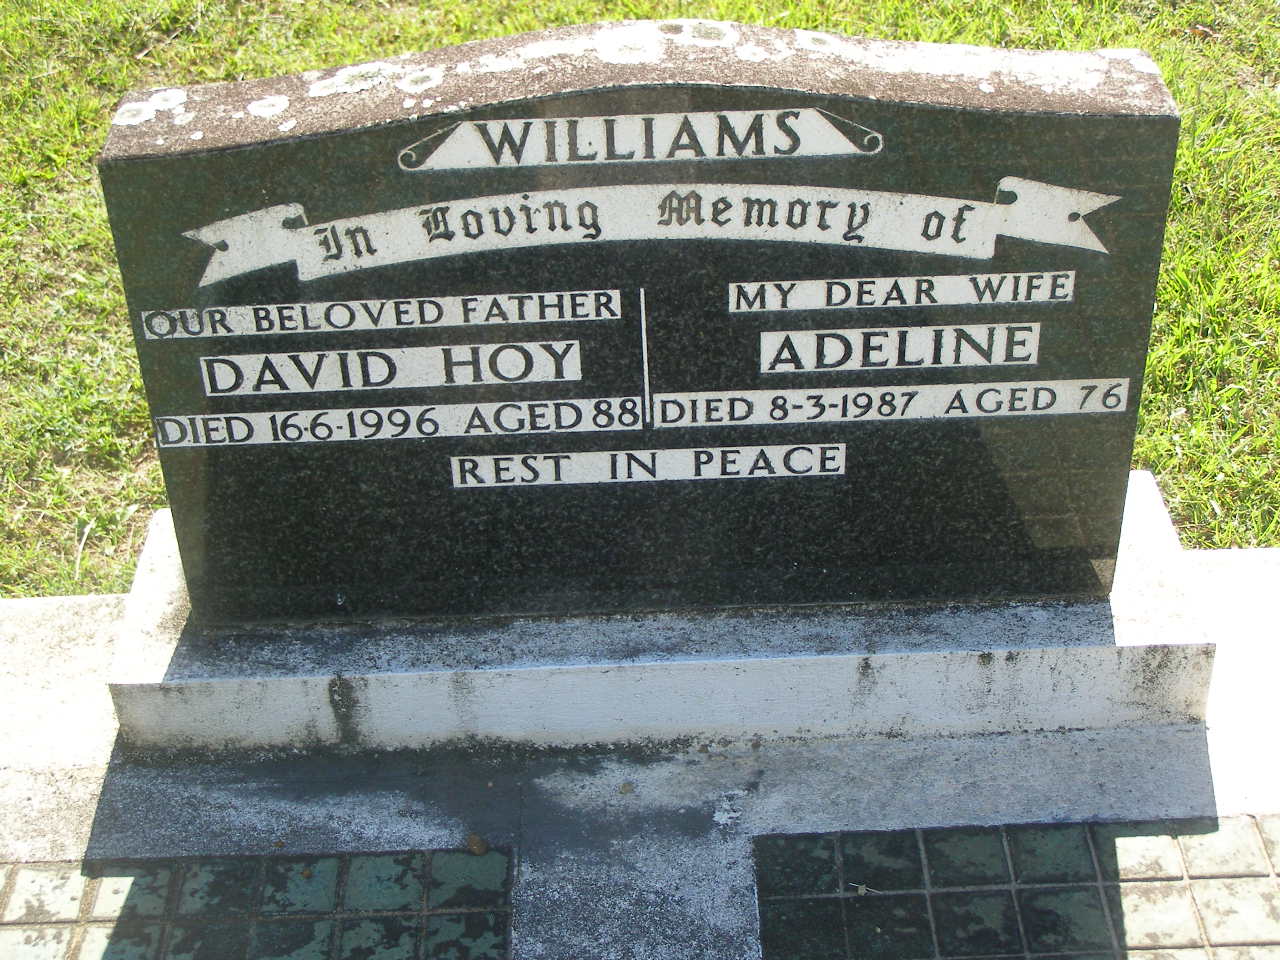 WILLIAMS
In Loving Memory of
OUR BELOVED FATHER
DAVID HOY
DIED 16-6-1996 AGED 88
MY DEAR WIFE
ADELINE
DIED 8-3-1987 AGED 76
REST IN PEACE